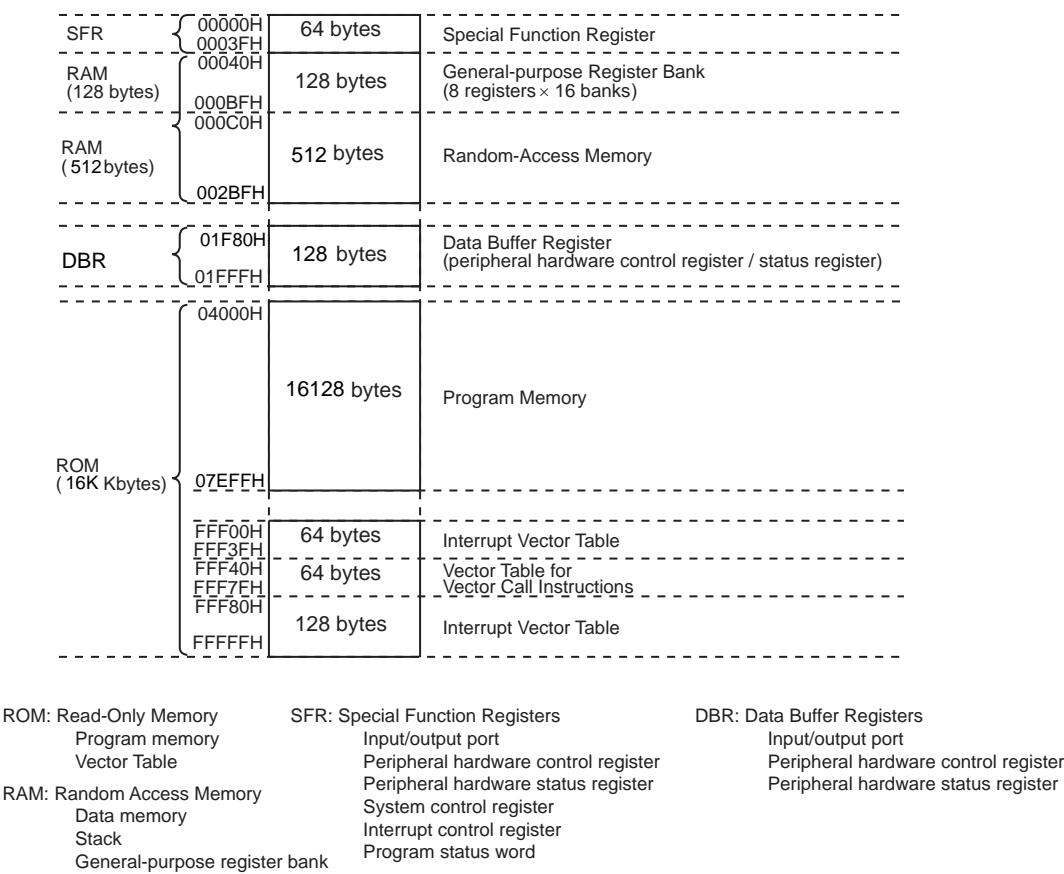 SFR
00000H
0003FH
64 bytes
Special Function Register
RAM
(128 bytes)
00040H
000BFH
128 bytes
General-purpose Register Bank
(8 registers × 16 banks)
RAM
( 512 bytes)
000C0H
002BFH
512 bytes
Random-Access Memory
DBR
01F80H
01FFFH
128 bytes
Data Buffer Register
(peripheral hardware control register / status register)
ROM
( 16K Kbytes)
04000H
07EFFH
16128 bytes
Program Memory
FFF00H
FFF3FH
64 bytes
Interrupt Vector Table
FFF40H
FFF7FH
64 bytes
Vector Table for
Vector Call Instructions
FFF80H
FFFFFH
128 bytes
Interrupt Vector Table
ROM: Read-Only Memory
Program memory
Vector Table
RAM: Random Access Memory
Data memory
Stack
General-purpose register bank
SFR: Special Function Registers
Input/output port
Peripheral hardware control register
Peripheral hardware status register
System control register
Interrupt control register
Program status word
DBR: Data Buffer Registers
Input/output port
Peripheral hardware control register
Peripheral hardware status register